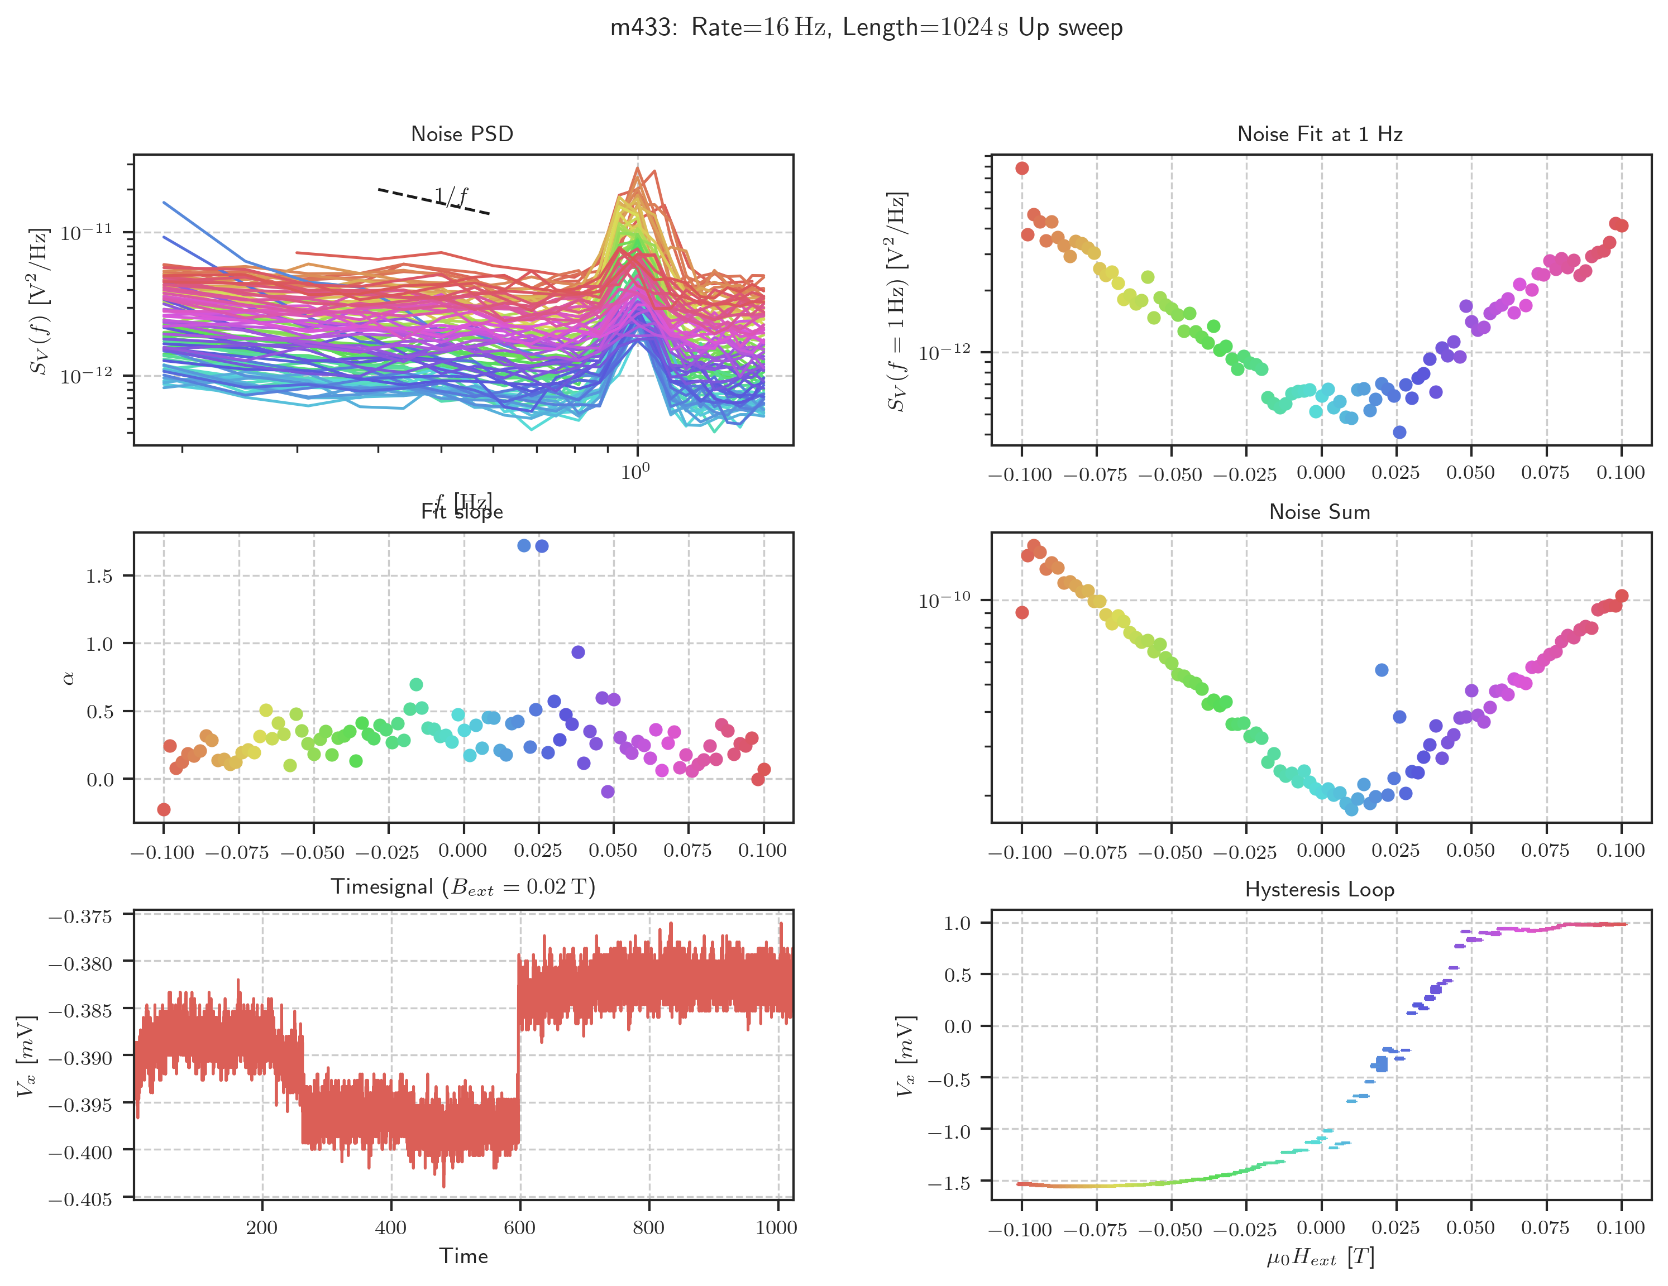 m433: Rate=16 Hz, Length=1024 s Up sweep
Noise PSD
S_V(f) [V²/Hz]
10⁻¹¹
10⁻¹²
1/f
10⁰
f [Hz]
Noise Fit at 1 Hz
S_V(f = 1 Hz) [V²/Hz]
10⁻¹²
−0.100 −0.075 −0.050 −0.025 0.000 0.025 0.050 0.075 0.100
Fit slope
α
1.5
1.0
0.5
0.0
−0.100 −0.075 −0.050 −0.025 0.000 0.025 0.050 0.075 0.100
Noise Sum
10⁻¹⁰
−0.100 −0.075 −0.050 −0.025 0.000 0.025 0.050 0.075 0.100
Timesignal (B_ext = 0.02 T)
V_x [mV]
−0.375
−0.380
−0.385
−0.390
−0.395
−0.400
−0.405
200 400 600 800 1000
Time
Hysteresis Loop
V_x [mV]
1.0
0.5
0.0
−0.5
−1.0
−1.5
−0.100 −0.075 −0.050 −0.025 0.000 0.025 0.050 0.075 0.100
μ₀H_ext [T]